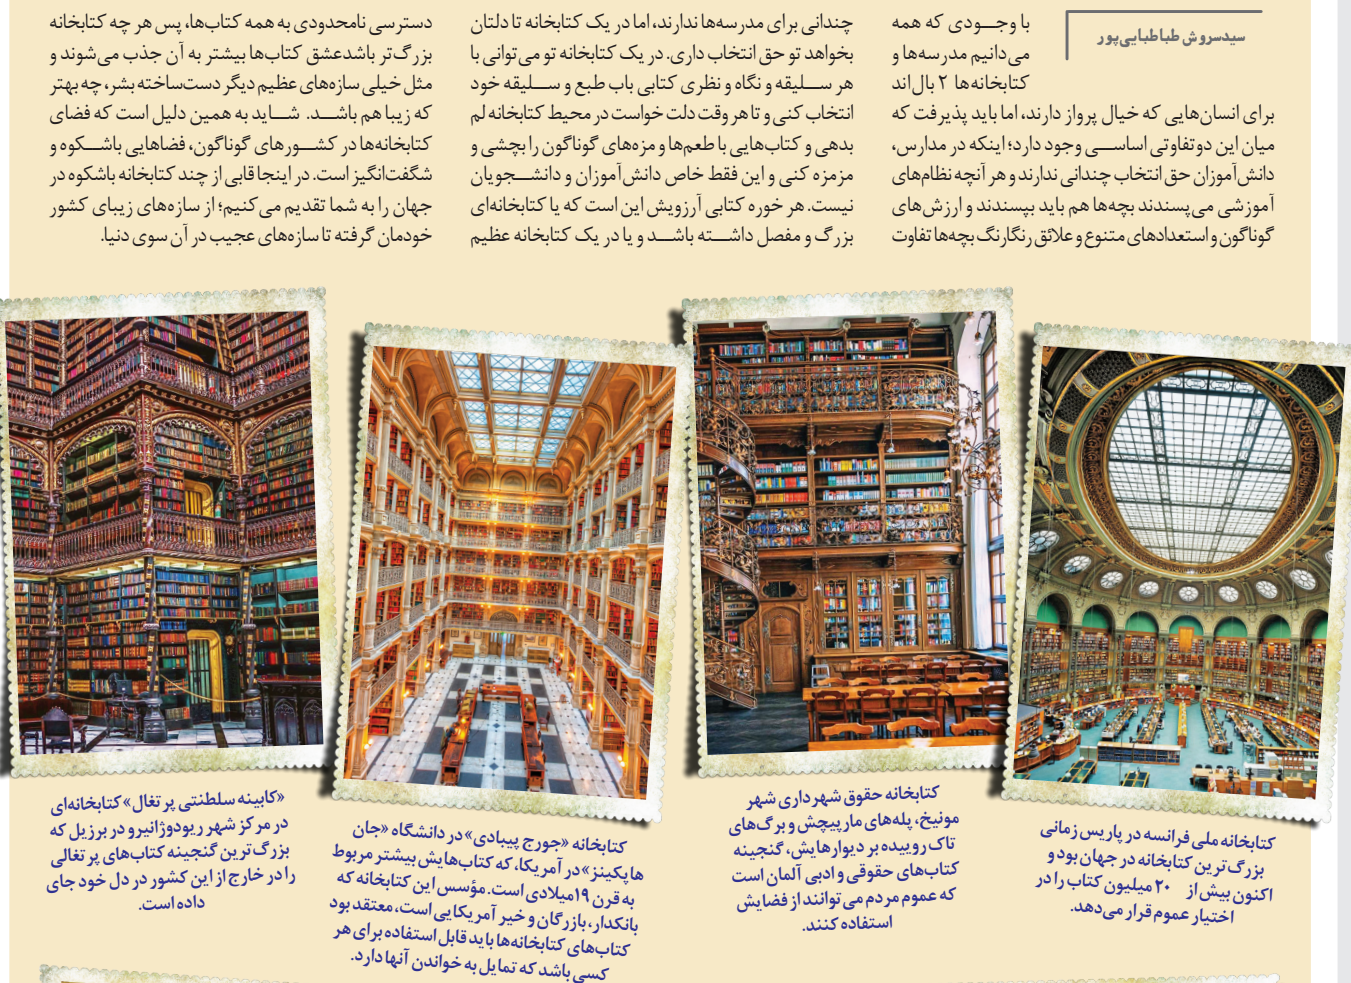 سیدسروش طباطبایی‌پور
با وجودی که همه
می‌دانیم مدرسه‌ها و
کتابخانه‌ها ۲ بال‌اند
برای انسان‌هایی که خیال پرواز دارند، اما باید پذیرفت که
میان این دو تفاوتی اساسی وجود دارد؛ اینکه در مدارس،
دانش‌آموزان حق انتخاب چندانی ندارند و هر آنچه نظام‌های
آموزشی می‌پسندند بچه‌ها هم باید بپسندند و ارزش‌های
گوناگون و استعدادهای متنوع و علائق رنگارنگ بچه‌ها تفاوت
چندانی برای مدرسه‌ها ندارند، اما در یک کتابخانه تا دلتان
بخواهد تو حق انتخاب داری. در یک کتابخانه تو می‌توانی با
هر سلیقه و نگاه و نظری کتابی باب طبع و سلیقه خود
انتخاب کنی و تا هر وقت دلت خواست در محیط کتابخانه لم
بدهی و کتاب‌هایی با طعم‌ها و مزه‌های گوناگون را بچشی و
مزمزه کنی و این فقط خاص دانش‌آموزان و دانشجویان
نیست. هر خوره کتابی آرزویش این است که یا کتابخانه‌ای
بزرگ و مفصل داشته باشد و یا در یک کتابخانه عظیم
دسترسی نامحدودی به همه کتاب‌ها، پس هر چه کتابخانه
بزرگ‌تر باشد عشق کتاب‌ها بیشتر به آن جذب می‌شوند و
مثل خیلی سازه‌های عظیم دیگر دست‌ساخته بشر، چه بهتر
که زیبا هم باشد. شاید به همین دلیل است که فضای
کتابخانه‌ها در کشورهای گوناگون، فضاهایی باشکوه و
شگفت‌انگیز است. در اینجا قابی از چند کتابخانه باشکوه در
جهان را به شما تقدیم می‌کنیم؛ از سازه‌های زیبای کشور
خودمان گرفته تا سازه‌های عجیب در آن سوی دنیا.
کتابخانه ملی فرانسه در پاریس زمانی
بزرگ‌ترین کتابخانه در جهان بود و
اکنون بیش از ۲۰ میلیون کتاب را در
اختیار عموم قرار می‌دهد.
کتابخانه حقوق شهرداری شهر
مونیخ، پله‌های مارپیچش و برگ‌های
تاک روییده بر دیوارهایش، گنجینه
کتاب‌های حقوقی و ادبی آلمان است
که عموم مردم می‌توانند از فضایش
استفاده کنند.
کتابخانه «جورج پیبادی» در دانشگاه «جان
هاپکینز» در آمریکا، که کتاب‌هایش بیشتر مربوط
به قرن ۱۹میلادی است. مؤسس این کتابخانه که
بانکدار، بازرگان و خیر آمریکایی است، معتقد بود
کتاب‌های کتابخانه‌ها باید قابل استفاده برای هر
کسی باشد که تمایل به خواندن آنها دارد.
«کابینه سلطنتی پرتغال» کتابخانه‌ای
در مرکز شهر ریودوژانیرو در برزیل که
بزرگ‌ترین گنجینه کتاب‌های پرتغالی
را در خارج از این کشور در دل خود جای
داده است.